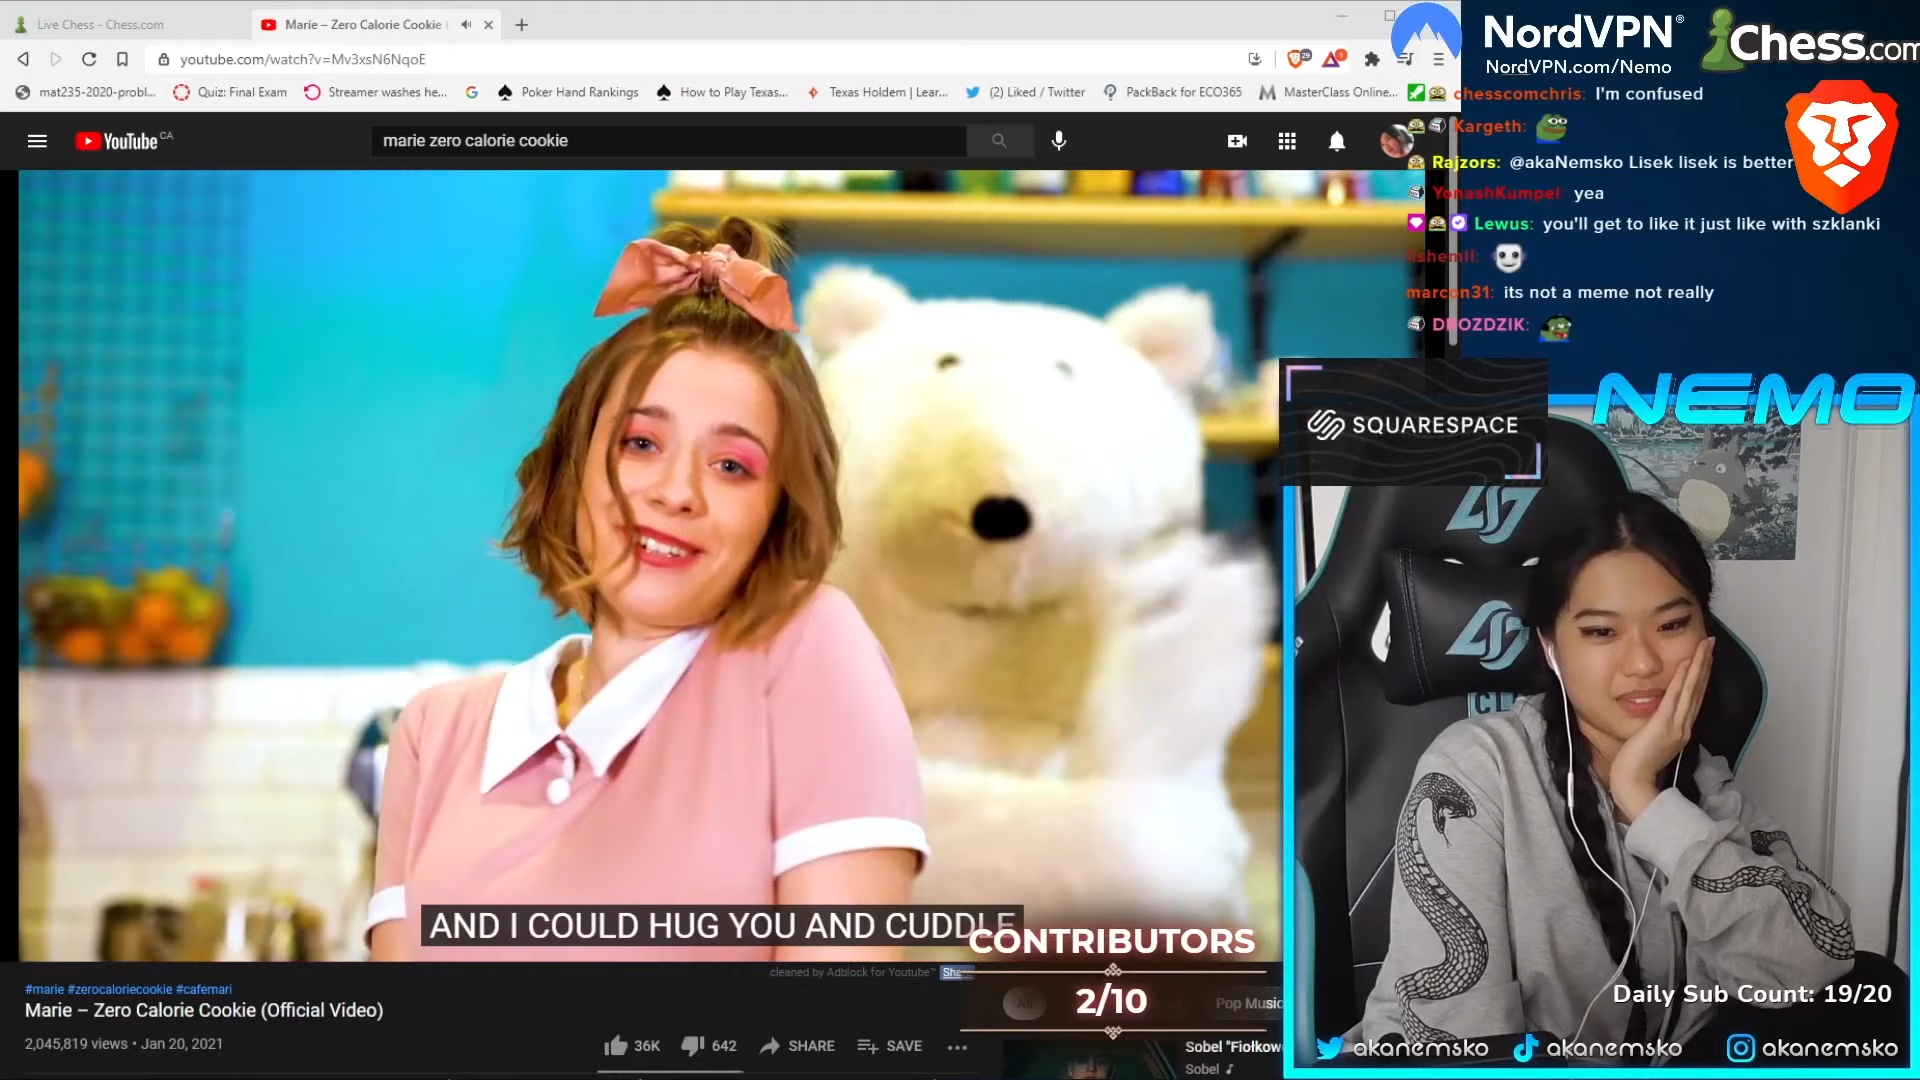 Live Chess - Chess.com
Marie – Zero Calorie Cookie
youtube.com/watch?v=Mv3xsN6NqoE
mat235-2020-probl...
Quiz: Final Exam
Streamer washes he...
Poker Hand Rankings
How to Play Texas...
Texas Holdem | Lear...
(2) Liked / Twitter
PackBack for ECO365
MasterClass Online...
YouTube CA
marie zero calorie cookie
NordVPN®
NordVPN.com/Nemo
Chess.com
chesscomchris: I'm confused
Kargeth:
Rajzors: @akaNemsko Lisek lisek is better
YonashKumpel: yea
Lewus: you'll get to like it just like with szklanki
marcon31: its not a meme not really
DROZDZIK:
SQUARESPACE
NEMO
AND I COULD HUG YOU AND CUDDLE
CONTRIBUTORS
2/10
cleaned by Adblock for Youtube™
#marie #zerocaloriecookie #cafemari
Marie – Zero Calorie Cookie (Official Video)
2,045,819 views • Jan 20, 2021
36K
642
SHARE
SAVE
All
Pop Music
Sobel "Fiołkow
Sobel
Daily Sub Count: 19/20
akanemsko
akanemsko
akanemsko